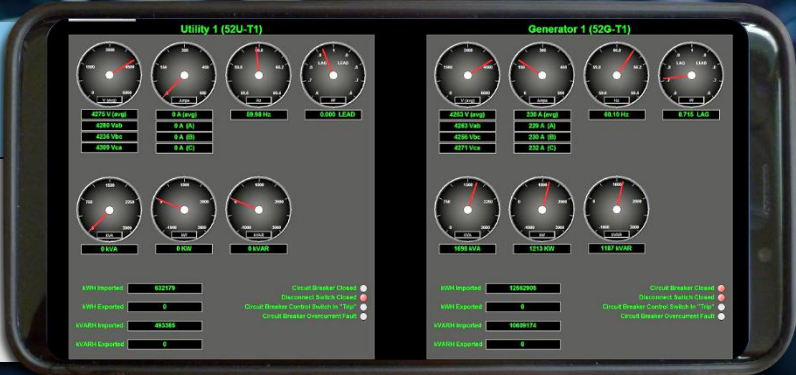 Utility 1 (52U-T1)
4275 V (avg)
4280 Vab
4236 Vbc
4309 Vca
0 A (avg)
0 A (A)
0 A (B)
0 A (C)
59.98 Hz
0.000 LEAD
0 kVA
0 KW
0 kVAR
kWH Imported 632179
kWH Exported 0
kVARH Imported 493385
kVARH Exported 0
Circuit Breaker Closed
Disconnect Switch Closed
Circuit Breaker Control Switch In "Trip"
Circuit Breaker Overcurrent Fault
Generator 1 (52G-T1)
4263 V (avg)
4263 Vab
4256 Vbc
4271 Vca
230 A (avg)
229 A (A)
230 A (B)
232 A (C)
60.10 Hz
0.715 LAG
1698 kVA
1213 KW
1187 kVAR
kWH Imported 12662905
kWH Exported 0
kVARH Imported 10609174
kVARH Exported 0
Circuit Breaker Closed
Disconnect Switch Closed
Circuit Breaker Control Switch In "Trip"
Circuit Breaker Overcurrent Fault